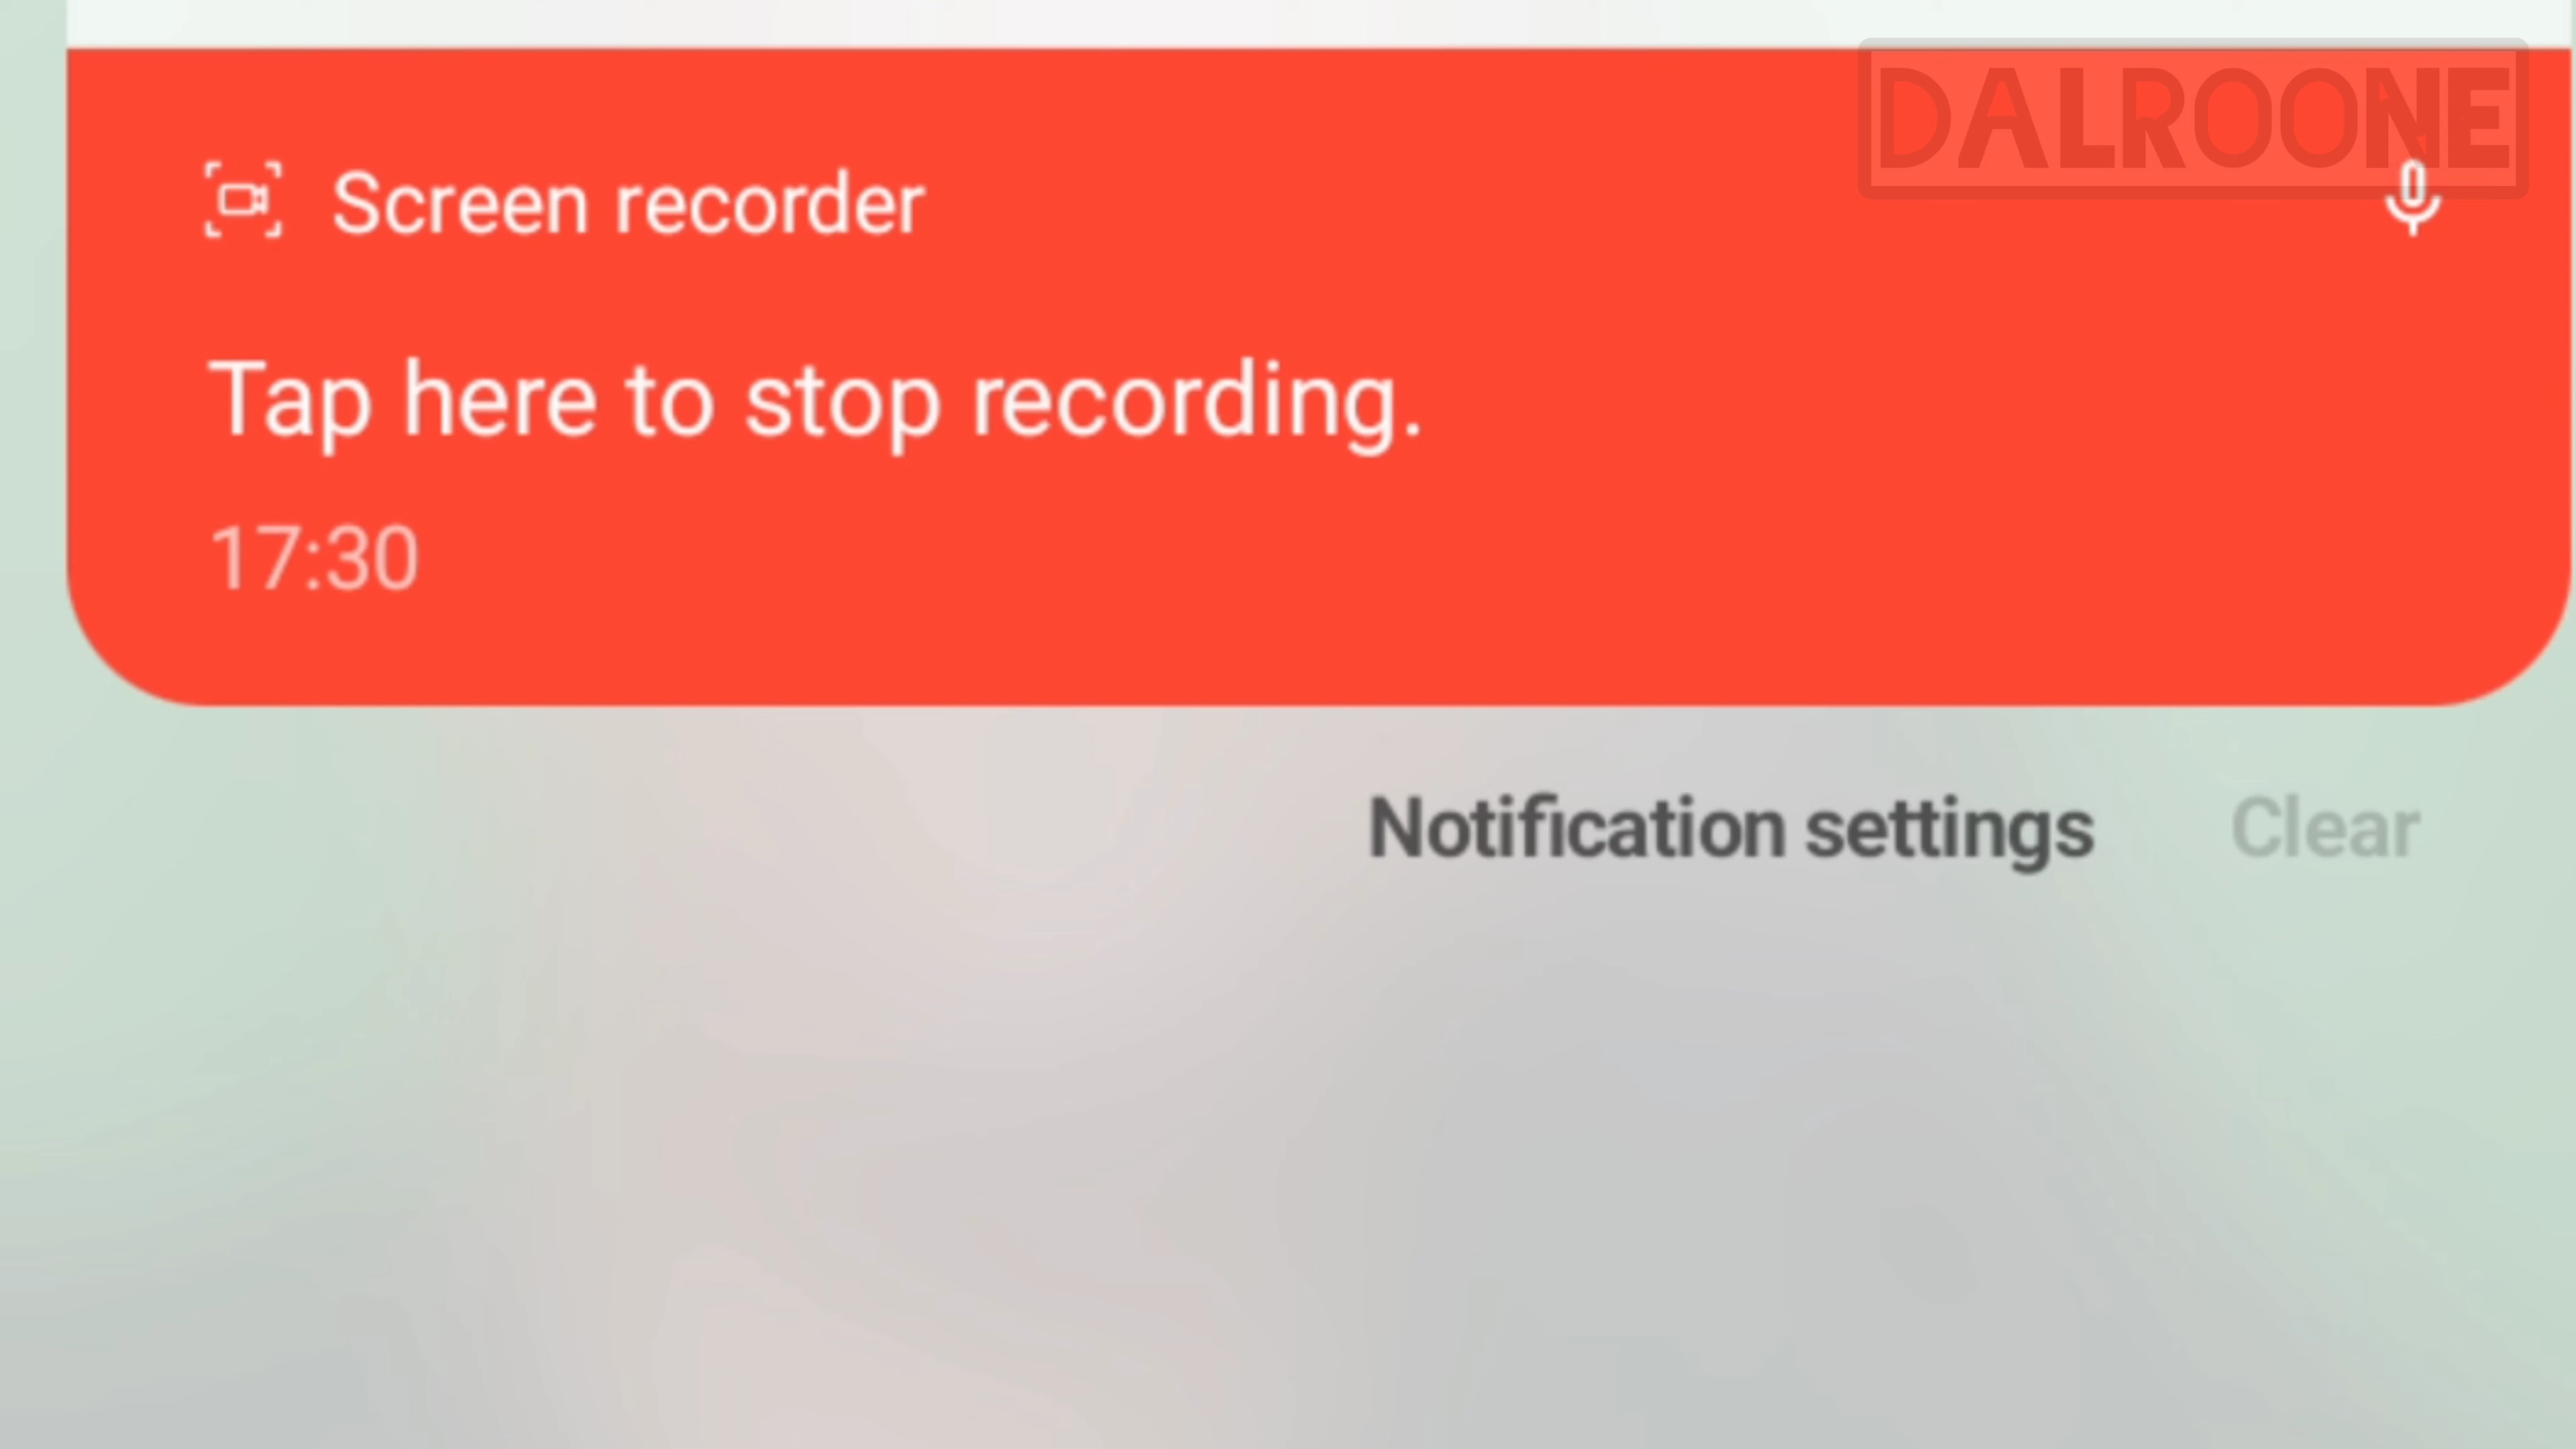 DALROONE
Screen recorder
Tap here to stop recording.
17:30
Notification settings Clear